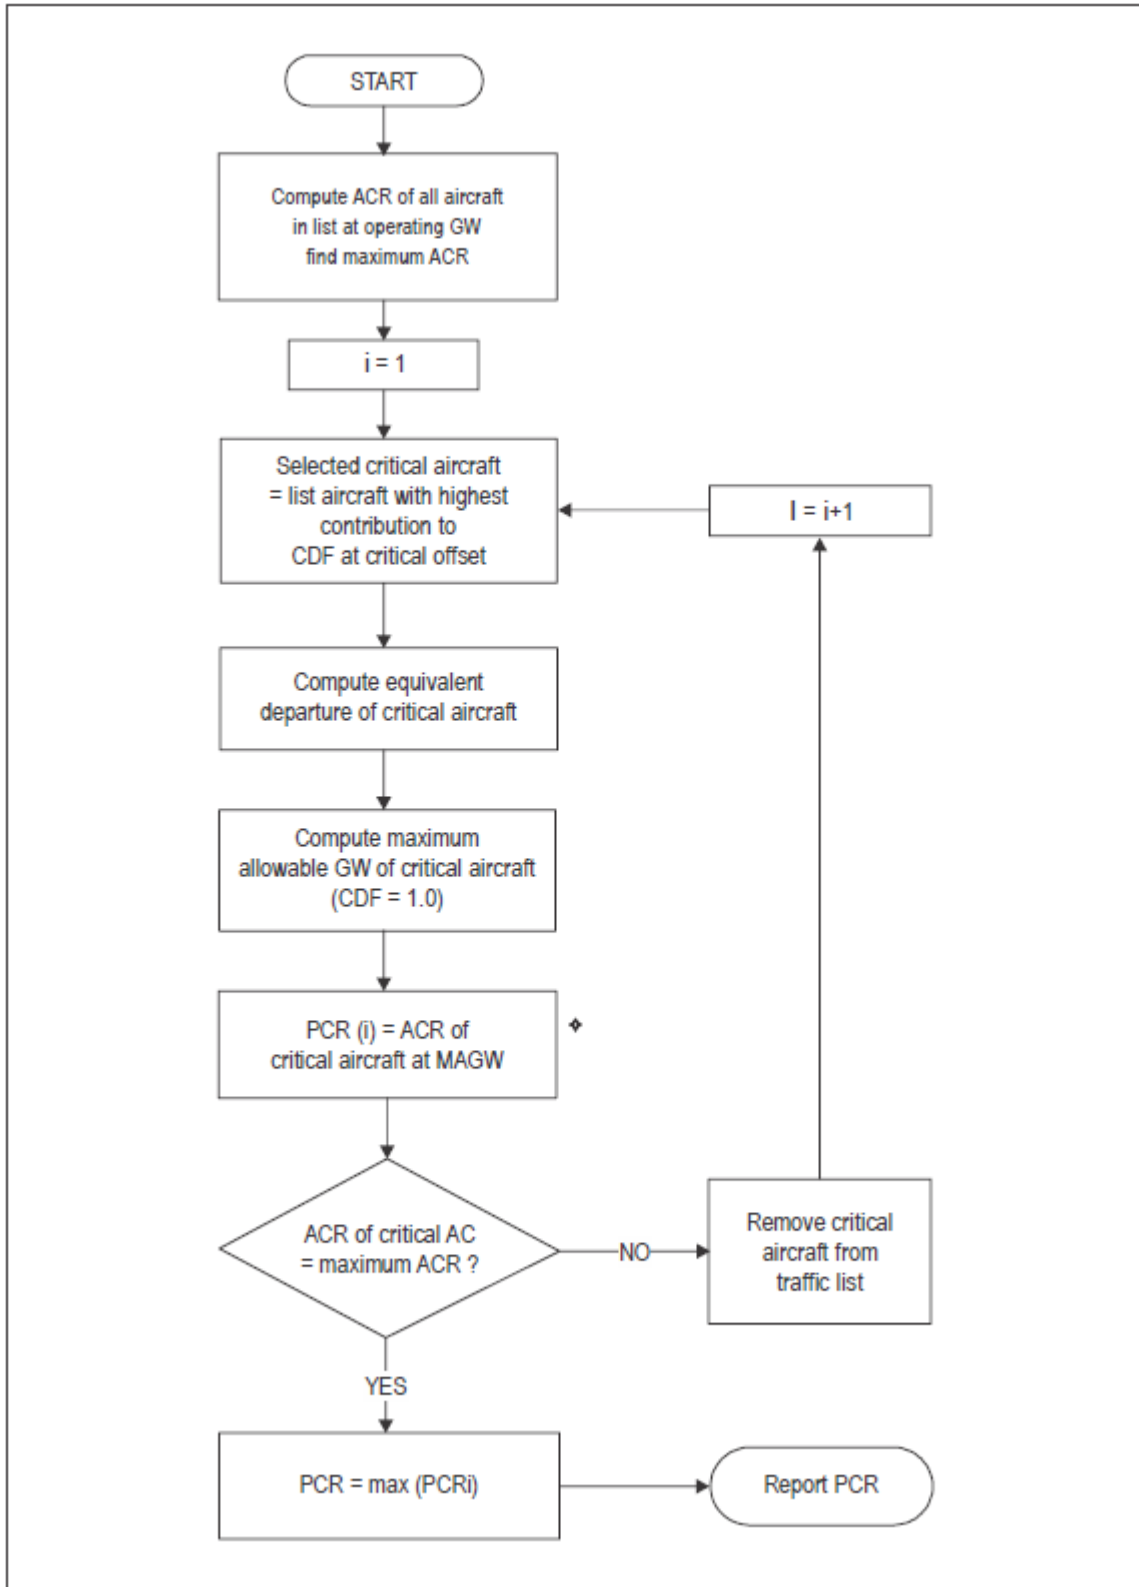 START
Compute ACR of all aircraft
in list at operating GW
find maximum ACR
i = 1
Selected critical aircraft
= list aircraft with highest
contribution to
CDF at critical offset
I = i+1
Compute equivalent
departure of critical aircraft
Compute maximum
allowable GW of critical aircraft
(CDF = 1.0)
PCR (i) = ACR of
critical aircraft at MAGW
ACR of critical AC
= maximum ACR ?
NO
Remove critical
aircraft from
traffic list
YES
PCR = max (PCRi)
Report PCR